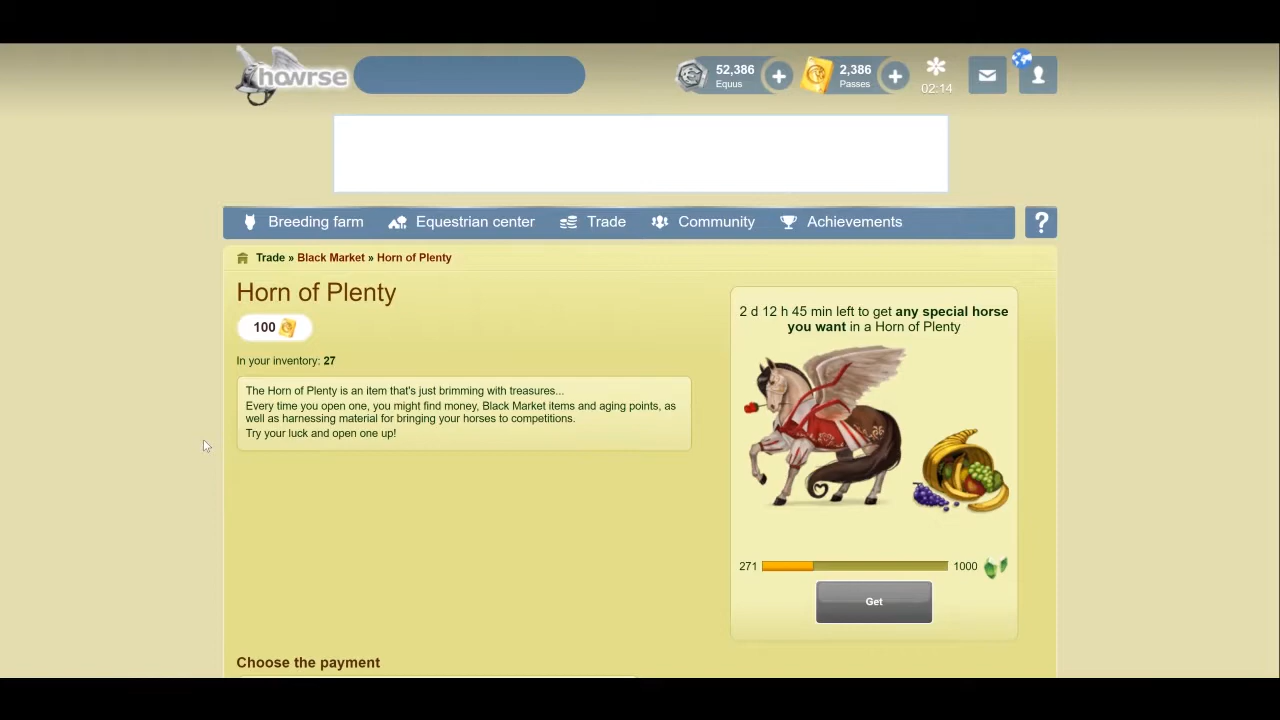 howrse
52,386
Equus
2,386
Passes
02:14
Breeding farm
Equestrian center
Trade
Community
Achievements
?
Trade » Black Market » Horn of Plenty
Horn of Plenty
100
In your inventory: 27
The Horn of Plenty is an item that's just brimming with treasures...
Every time you open one, you might find money, Black Market items and aging points, as
well as harnessing material for bringing your horses to competitions.
Try your luck and open one up!
2 d 12 h 45 min left to get any special horse
you want in a Horn of Plenty
271
1000
Get
Choose the payment